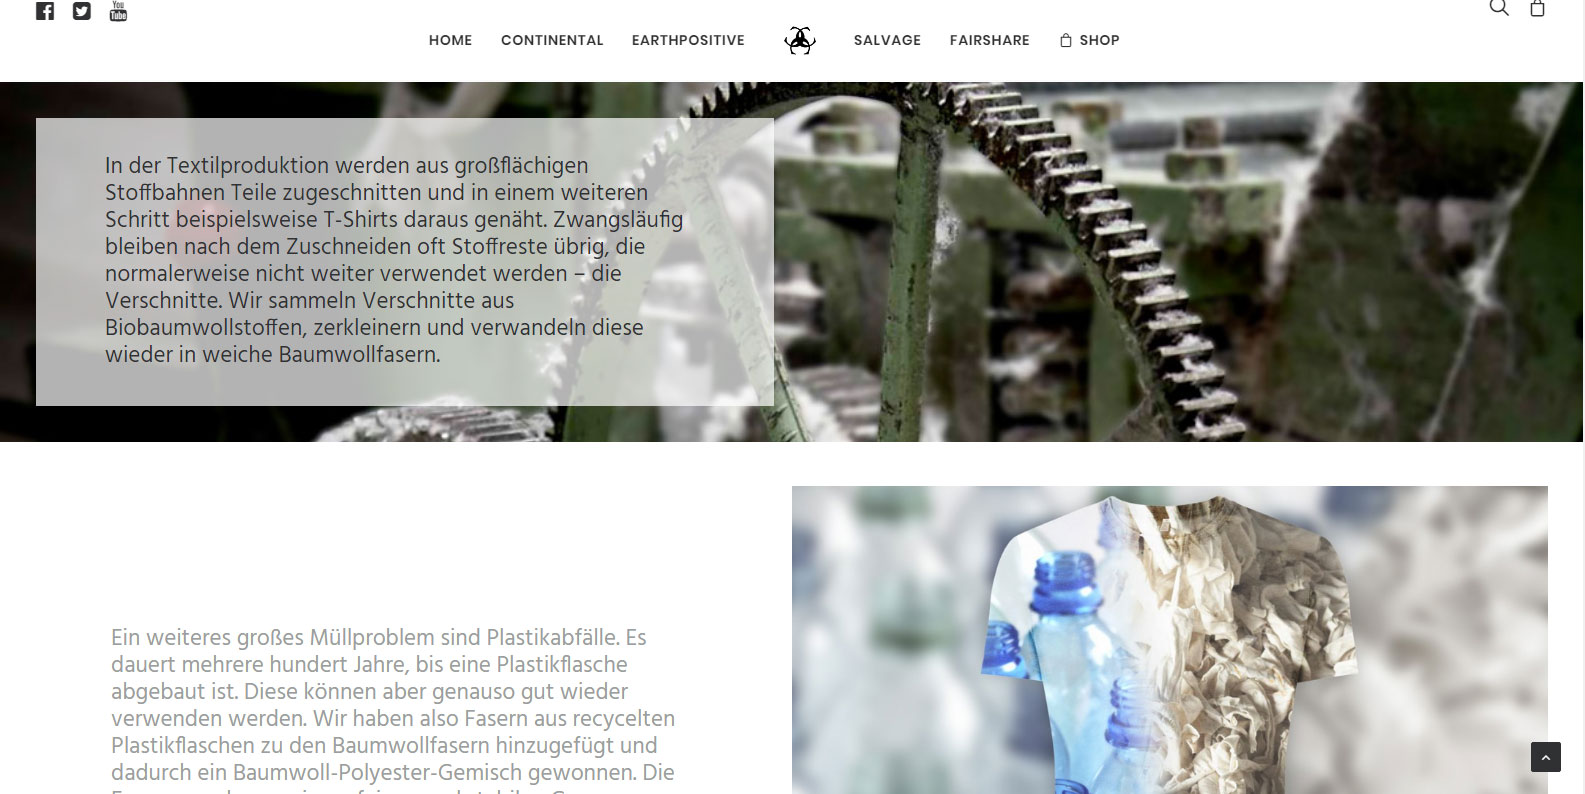 HOME CONTINENTAL EARTHPOSITIVE SALVAGE FAIRSHARE SHOP
In der Textilproduktion werden aus großflächigen
Stoffbahnen Teile zugeschnitten und in einem weiteren
Schritt beispielsweise T-Shirts daraus genäht. Zwangsläufig
bleiben nach dem Zuschneiden oft Stoffreste übrig, die
normalerweise nicht weiter verwendet werden – die
Verschnitte. Wir sammeln Verschnitte aus
Biobaumwollstoffen, zerkleinern und verwandeln diese
wieder in weiche Baumwollfasern.
Ein weiteres großes Müllproblem sind Plastikabfälle. Es
dauert mehrere hundert Jahre, bis eine Plastikflasche
abgebaut ist. Diese können aber genauso gut wieder
verwenden werden. Wir haben also Fasern aus recycelten
Plastikflaschen zu den Baumwollfasern hinzugefügt und
dadurch ein Baumwoll-Polyester-Gemisch gewonnen. Die